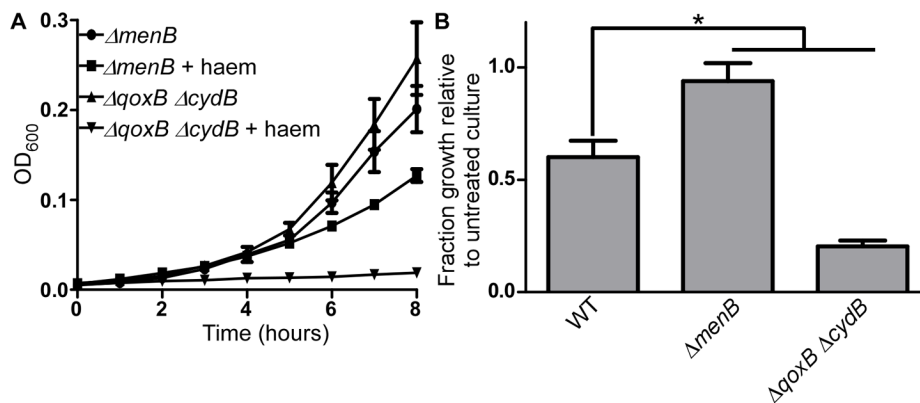 A
ΔmenB
ΔmenB + haem
ΔqoxB ΔcydB
ΔqoxB ΔcydB + haem
OD600
0.3
0.2
0.1
0.0
0 2 4 6 8
Time (hours)
B
*
Fraction growth relative
to untreated culture
1.0
0.5
0.0
WT
ΔmenB
ΔqoxB ΔcydB